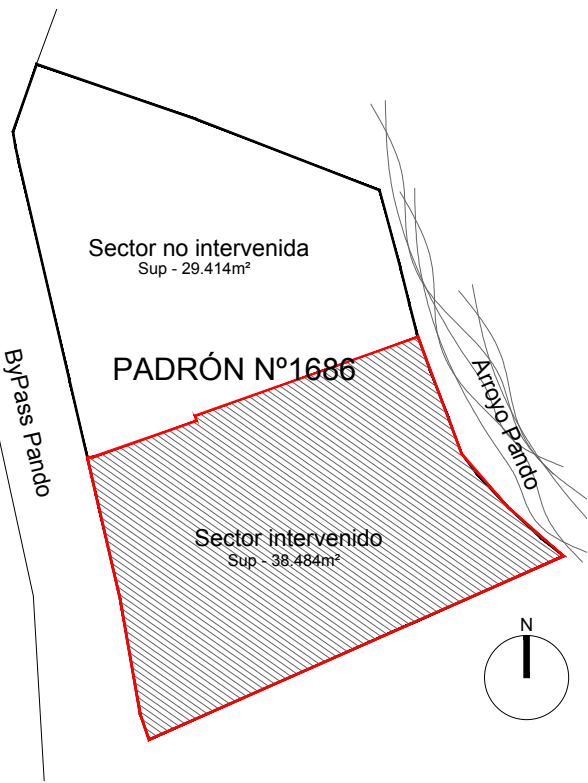 Sector no intervenida
Sup - 29.414m²
PADRÓN Nº1686
ByPass Pando
Arroyo Pando
Sector intervenido
Sup - 38.484m²
N